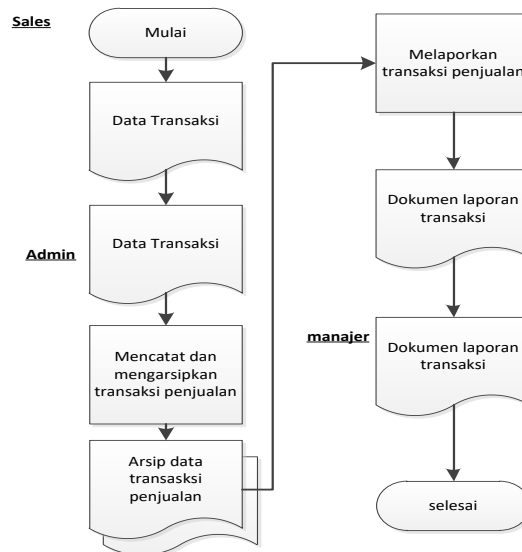 Sales
Mulai
Data Transaksi
Admin
Data Transaksi
Mencatat dan
mengarsipkan
transaksi penjualan
Arsip data
transasksi
penjualan
Melaporkan
transaksi penjualan
Dokumen laporan
transaksi
manajer
Dokumen laporan
transaksi
selesai